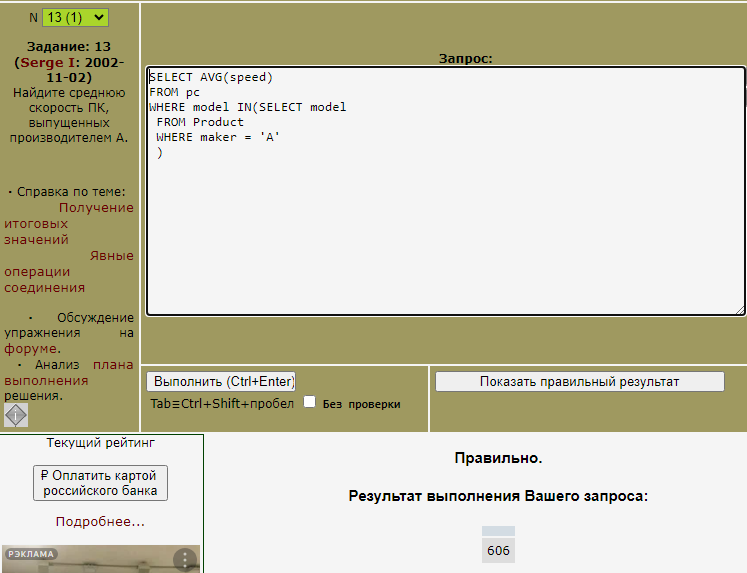 N 13 (1)
Задание: 13
(Serge I: 2002-
11-02)
Найдите среднюю
скорость ПК,
выпущенных
производителем A.
· Справка по теме:
Получение
итоговых
значений
Явные
операции
соединения
· Обсуждение
упражнения на
форуме.
· Анализ плана
выполнения
решения.
Запрос:
SELECT AVG(speed)
FROM pc
WHERE model IN(SELECT model
FROM Product
WHERE maker = 'A'
)
Выполнить (Ctrl+Enter)
Tab≡Ctrl+Shift+пробел Без проверки
Показать правильный результат
Текущий рейтинг
₽ Оплатить картой
российского банка
Подробнее...
РЭКЛАМА
Правильно.
Результат выполнения Вашего запроса:
606